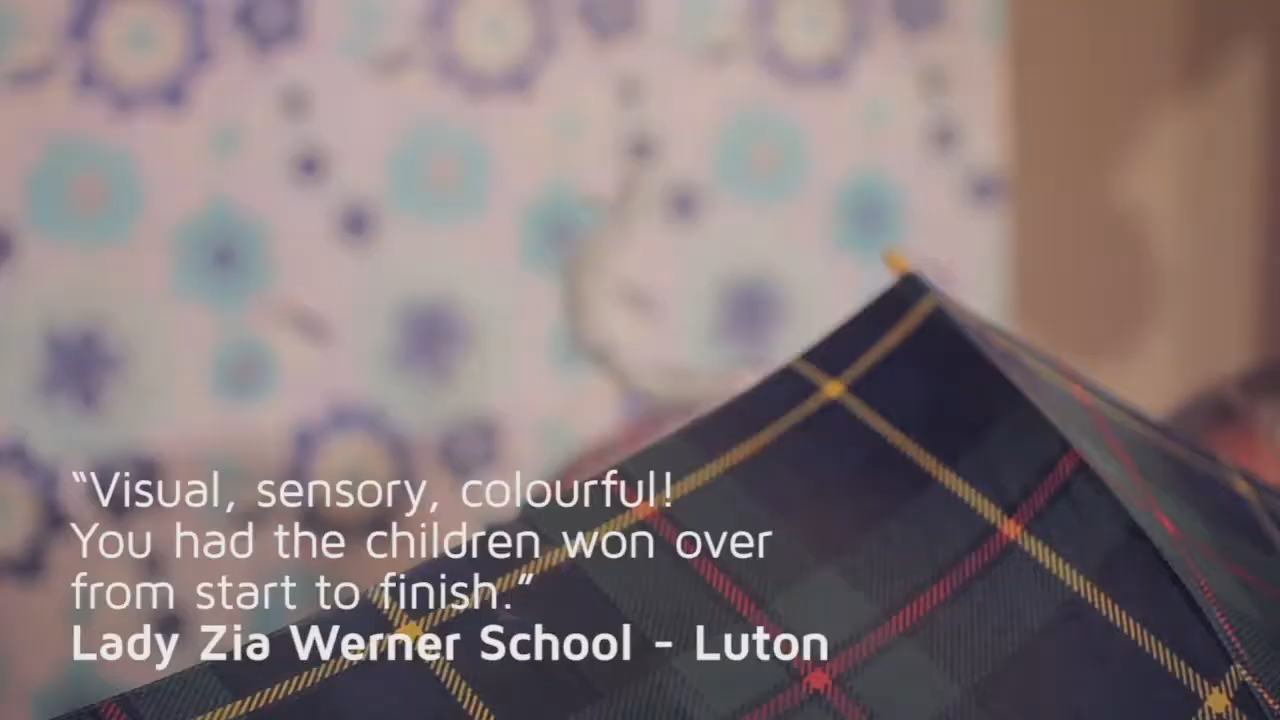 “Visual, sensory, colourful!
You had the children won over
from start to finish.”
Lady Zia Werner School - Luton